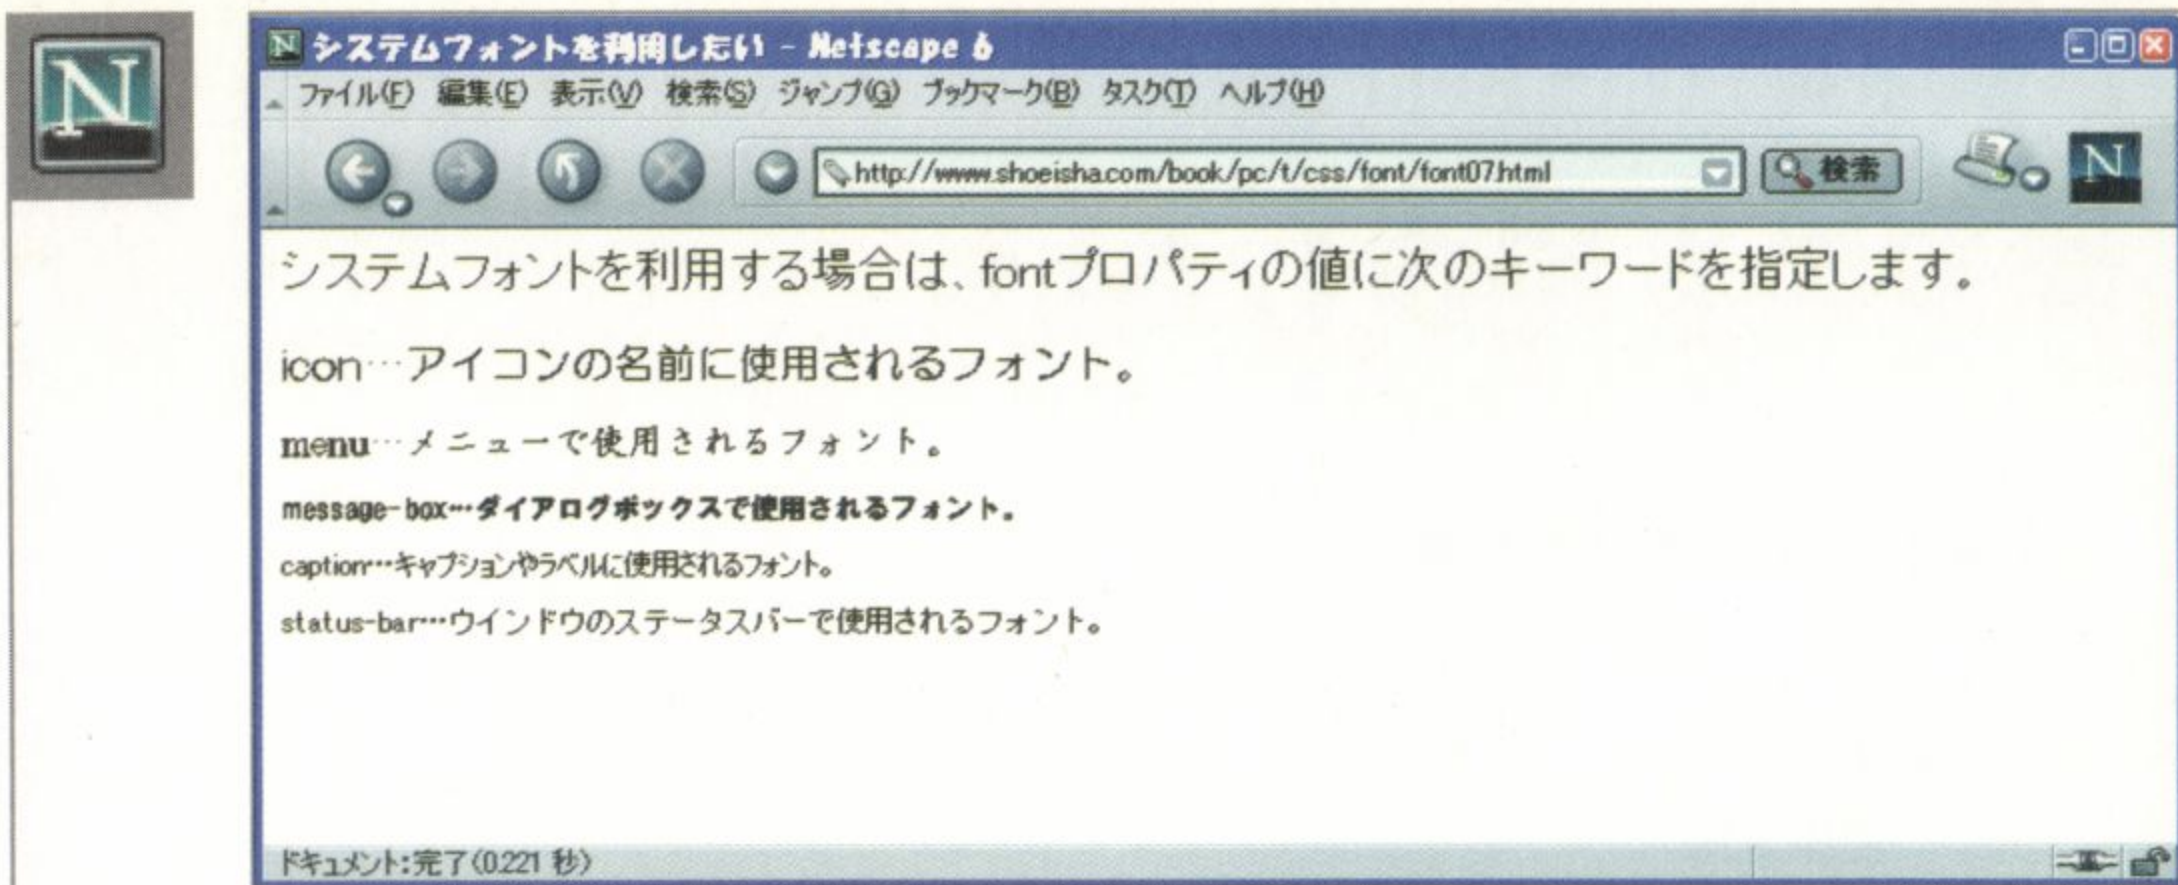 N
システムフォントを利用したい - Netscape 6
ファイル(F) 編集(E) 表示(V) 検索(S) ジャンプ(G) ブックマーク(B) タスク(T) ヘルプ(H)
http://www.shoeisha.com/book/pc/t/css/font/font07.html 検索 N
システムフォントを利用する場合は、fontプロパティの値に次のキーワードを指定します。
icon…アイコンの名前に使用されるフォント。
menu…メニューで使用されるフォント。
message-box…ダイアログボックスで使用されるフォント。
caption…キャプションやラベルに使用されるフォント。
status-bar…ウインドウのステータスバーで使用されるフォント。
ドキュメント:完了(0.221 秒)